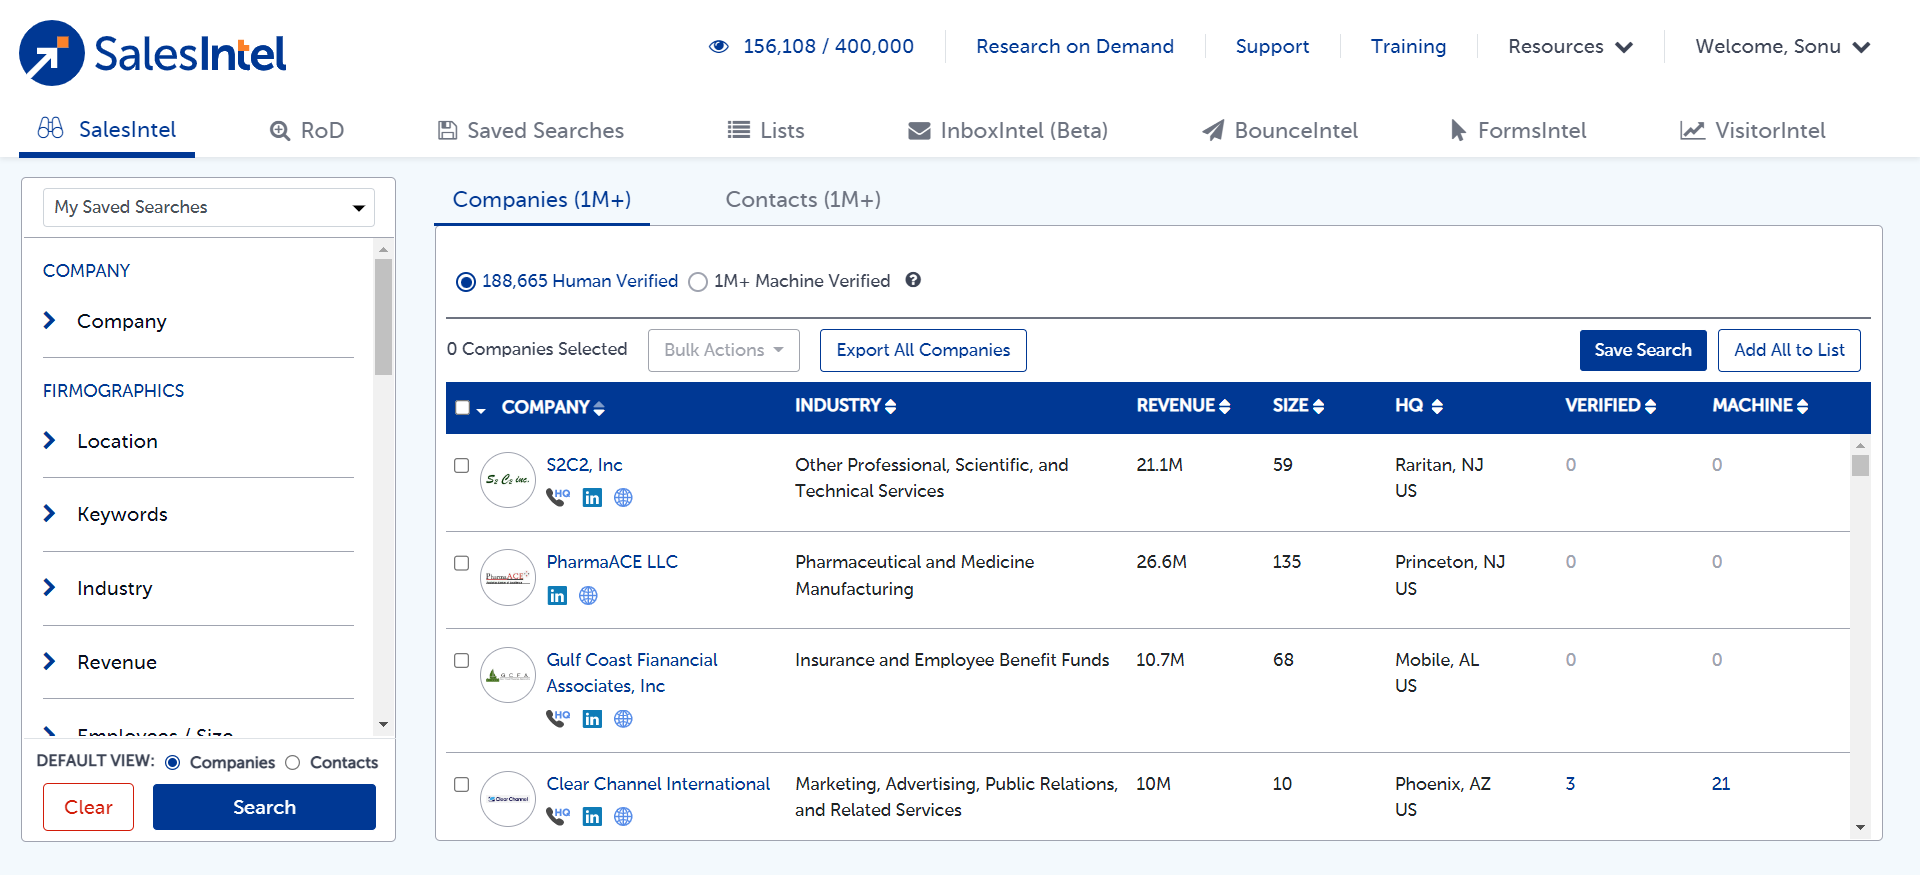 SalesIntel
156,108 / 400,000
Research on Demand
Support
Training
Resources
Welcome, Sonu
SalesIntel
RoD
Saved Searches
Lists
InboxIntel (Beta)
BounceIntel
FormsIntel
VisitorIntel
My Saved Searches
COMPANY
Company
FIRMOGRAPHICS
Location
Keywords
Industry
Revenue
Employees / Size
DEFAULT VIEW: Companies Contacts
Clear
Search
Companies (1M+)
Contacts (1M+)
188,665 Human Verified
1M+ Machine Verified
0 Companies Selected
Bulk Actions
Export All Companies
Save Search
Add All to List
COMPANY INDUSTRY REVENUE SIZE HQ VERIFIED MACHINE
S2 C2 inc.
S2C2, Inc
HQ
Other Professional, Scientific, and
Technical Services
21.1M
59
Raritan, NJ
US
0
0
PharmaACE
PharmaACE LLC
Pharmaceutical and Medicine
Manufacturing
26.6M
135
Princeton, NJ
US
0
0
G.C.F.A.
Gulf Coast Fianancial
Associates, Inc
HQ
Insurance and Employee Benefit Funds
10.7M
68
Mobile, AL
US
0
0
Clear Channel
Clear Channel International
HQ
Marketing, Advertising, Public Relations,
and Related Services
10M
10
Phoenix, AZ
US
3
21